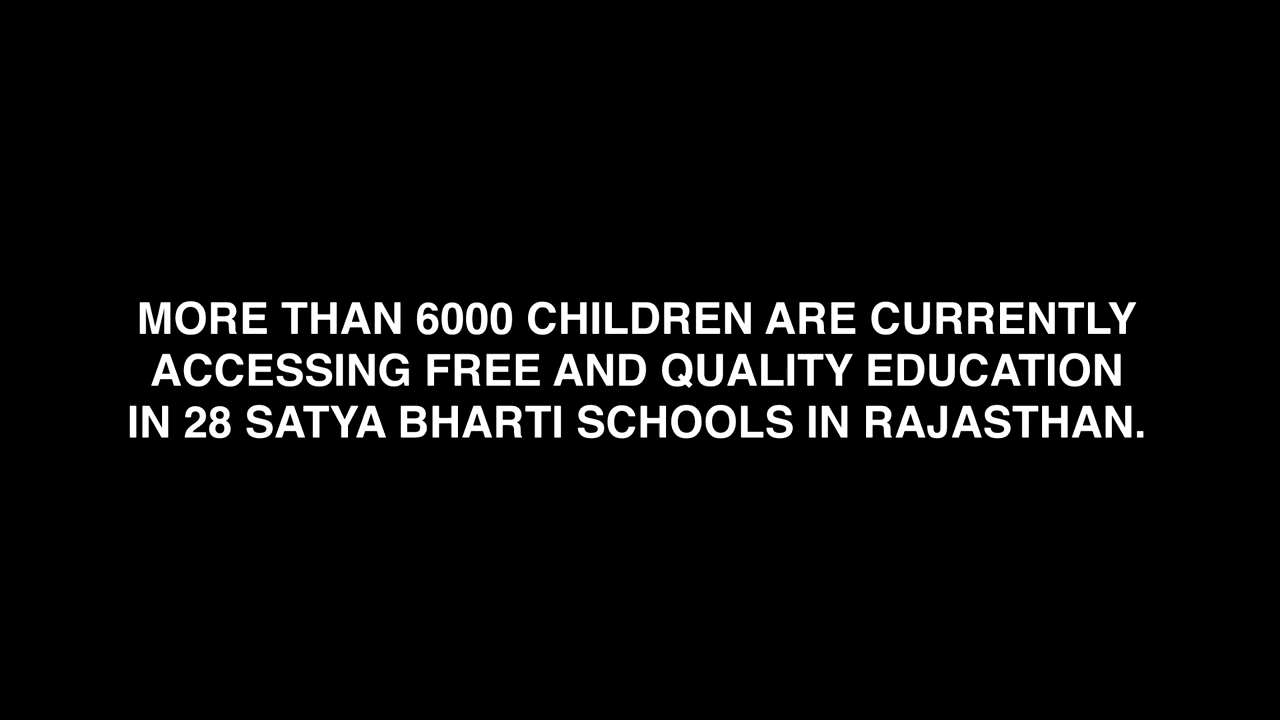 MORE THAN 6000 CHILDREN ARE CURRENTLY
ACCESSING FREE AND QUALITY EDUCATION
IN 28 SATYA BHARTI SCHOOLS IN RAJASTHAN.